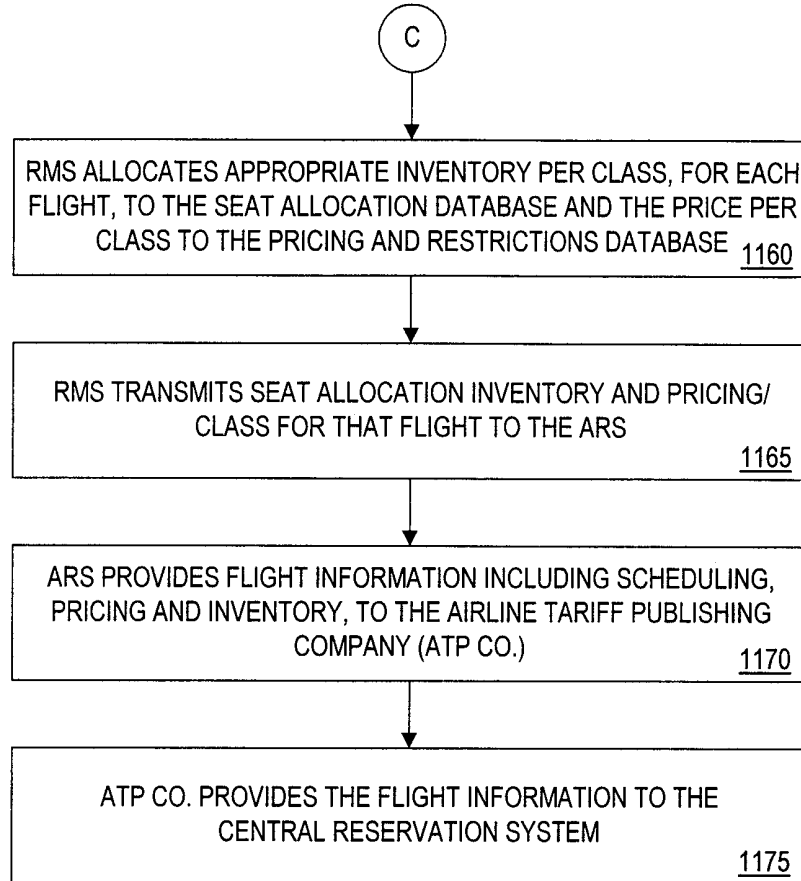 C
RMS ALLOCATES APPROPRIATE INVENTORY PER CLASS, FOR EACH
FLIGHT, TO THE SEAT ALLOCATION DATABASE AND THE PRICE PER
CLASS TO THE PRICING AND RESTRICTIONS DATABASE
1160
RMS TRANSMITS SEAT ALLOCATION INVENTORY AND PRICING/
CLASS FOR THAT FLIGHT TO THE ARS
1165
ARS PROVIDES FLIGHT INFORMATION INCLUDING SCHEDULING,
PRICING AND INVENTORY, TO THE AIRLINE TARIFF PUBLISHING
COMPANY (ATP CO.)
1170
ATP CO. PROVIDES THE FLIGHT INFORMATION TO THE
CENTRAL RESERVATION SYSTEM
1175